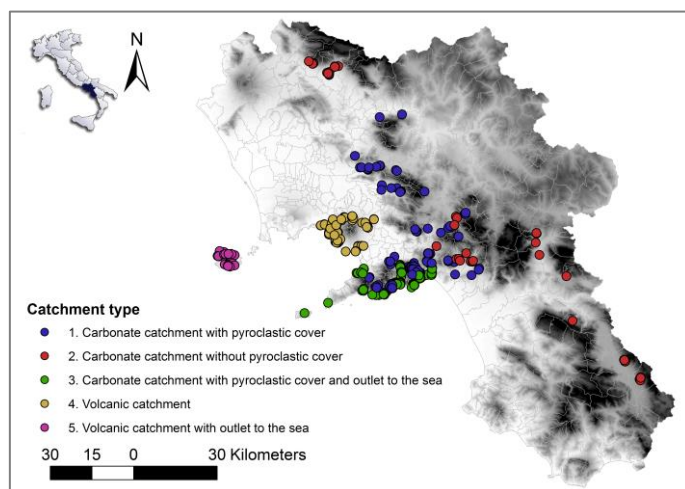 N
Catchment type
1. Carbonate catchment with pyroclastic cover
2. Carbonate catchment without pyroclastic cover
3. Carbonate catchment with pyroclastic cover and outlet to the sea
4. Volcanic catchment
5. Volcanic catchment with outlet to the sea
30 15 0 30 Kilometers